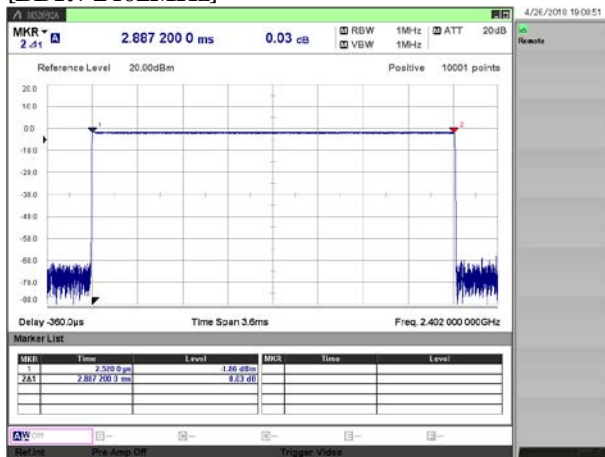 MS2692A
4/26/2018 19:08:51
MKR
2Δ1
2.887 200 0 ms
0.03 dB
RBW 1MHz ATT 20dB
VBW 1MHz
Remote
Reference Level 20.00dBm
Positive 10001 points
20.0
10.0
0.0
-10.0
-20.0
-30.0
-40.0
-50.0
-60.0
-70.0
-80.0
1
2
Delay -360.0µs
Time Span 3.6ms
Freq. 2.402 000 000GHz
Marker List
MKR Time Level MKR Time Level
1 2.520 0 µs -1.86 dBm
2Δ1 2.887 200 0 ms 0.03 dB
Off
Ref.Int Pre Amp Off Trigger Video